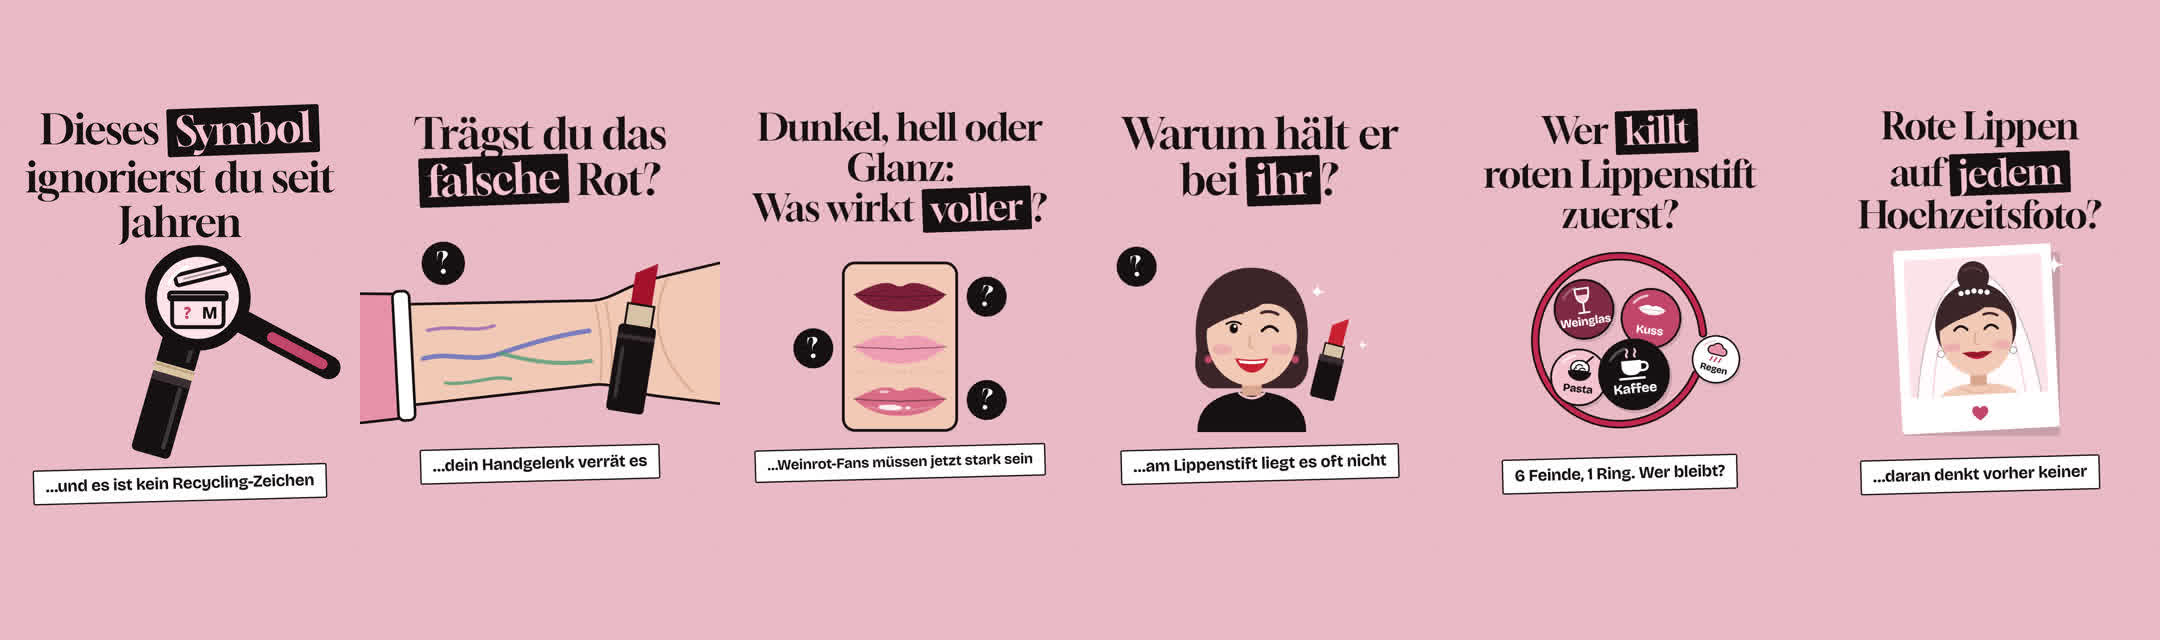 Dieses Symbol
ignorierst du seit
Jahren
? M
...und es ist kein Recycling-Zeichen
Trägst du das
falsche Rot?
?
...dein Handgelenk verrät es
Dunkel, hell oder
Glanz:
Was wirkt voller?
?
?
?
...Weinrot-Fans müssen jetzt stark sein
Warum hält er
bei ihr?
?
...am Lippenstift liegt es oft nicht
Wer killt
roten Lippenstift
zuerst?
Weinglas
Kuss
Regen
Pasta
Kaffee
6 Feinde, 1 Ring. Wer bleibt?
Rote Lippen
auf jedem
Hochzeitsfoto?
...daran denkt vorher keiner